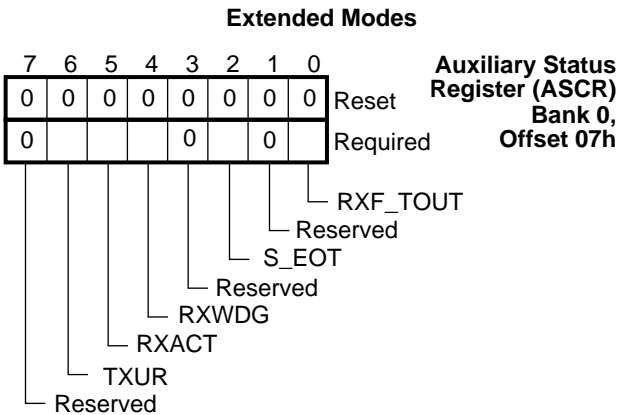 Extended Modes
7 6 5 4 3 2 1 0
0 0 0 0 0 0 0 0 Reset
0 0 0 Required
Auxiliary Status
Register (ASCR)
Bank 0,
Offset 07h
RXF_TOUT
Reserved
S_EOT
Reserved
RXWDG
RXACT
TXUR
Reserved